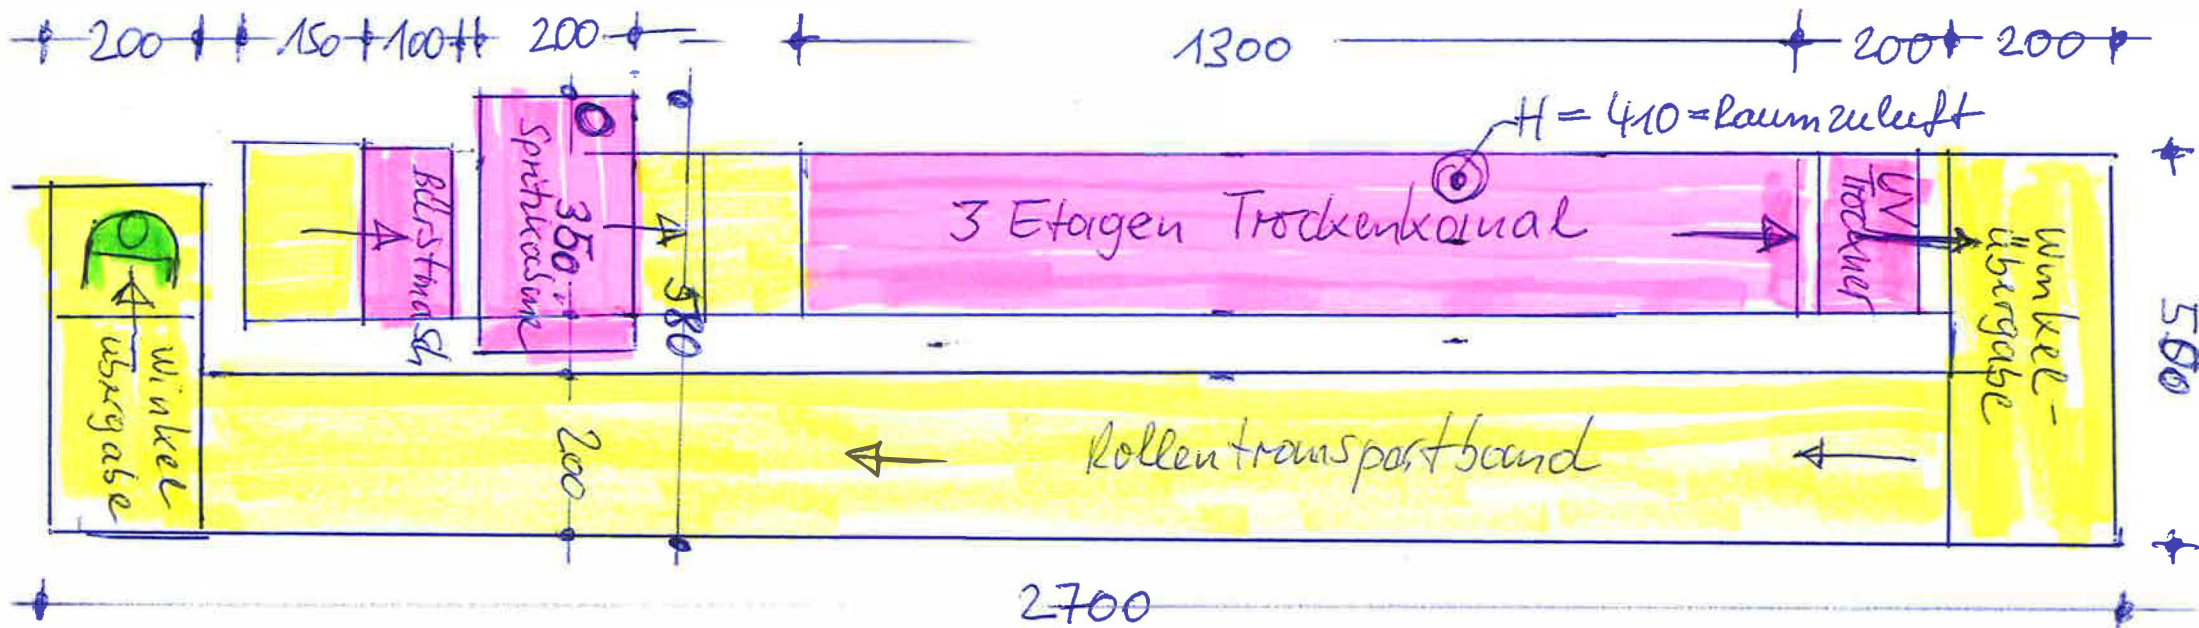 200 150 100 200 1300 200 200
H = 410 = Raumzuluft
Bürstmasch
Spritzkabine
350
580
3 Etagen Trockenkanal
UV
Trockner
Winkel-
übergabe
560
Winkel
übergabe
200
Rollentransportband
2700